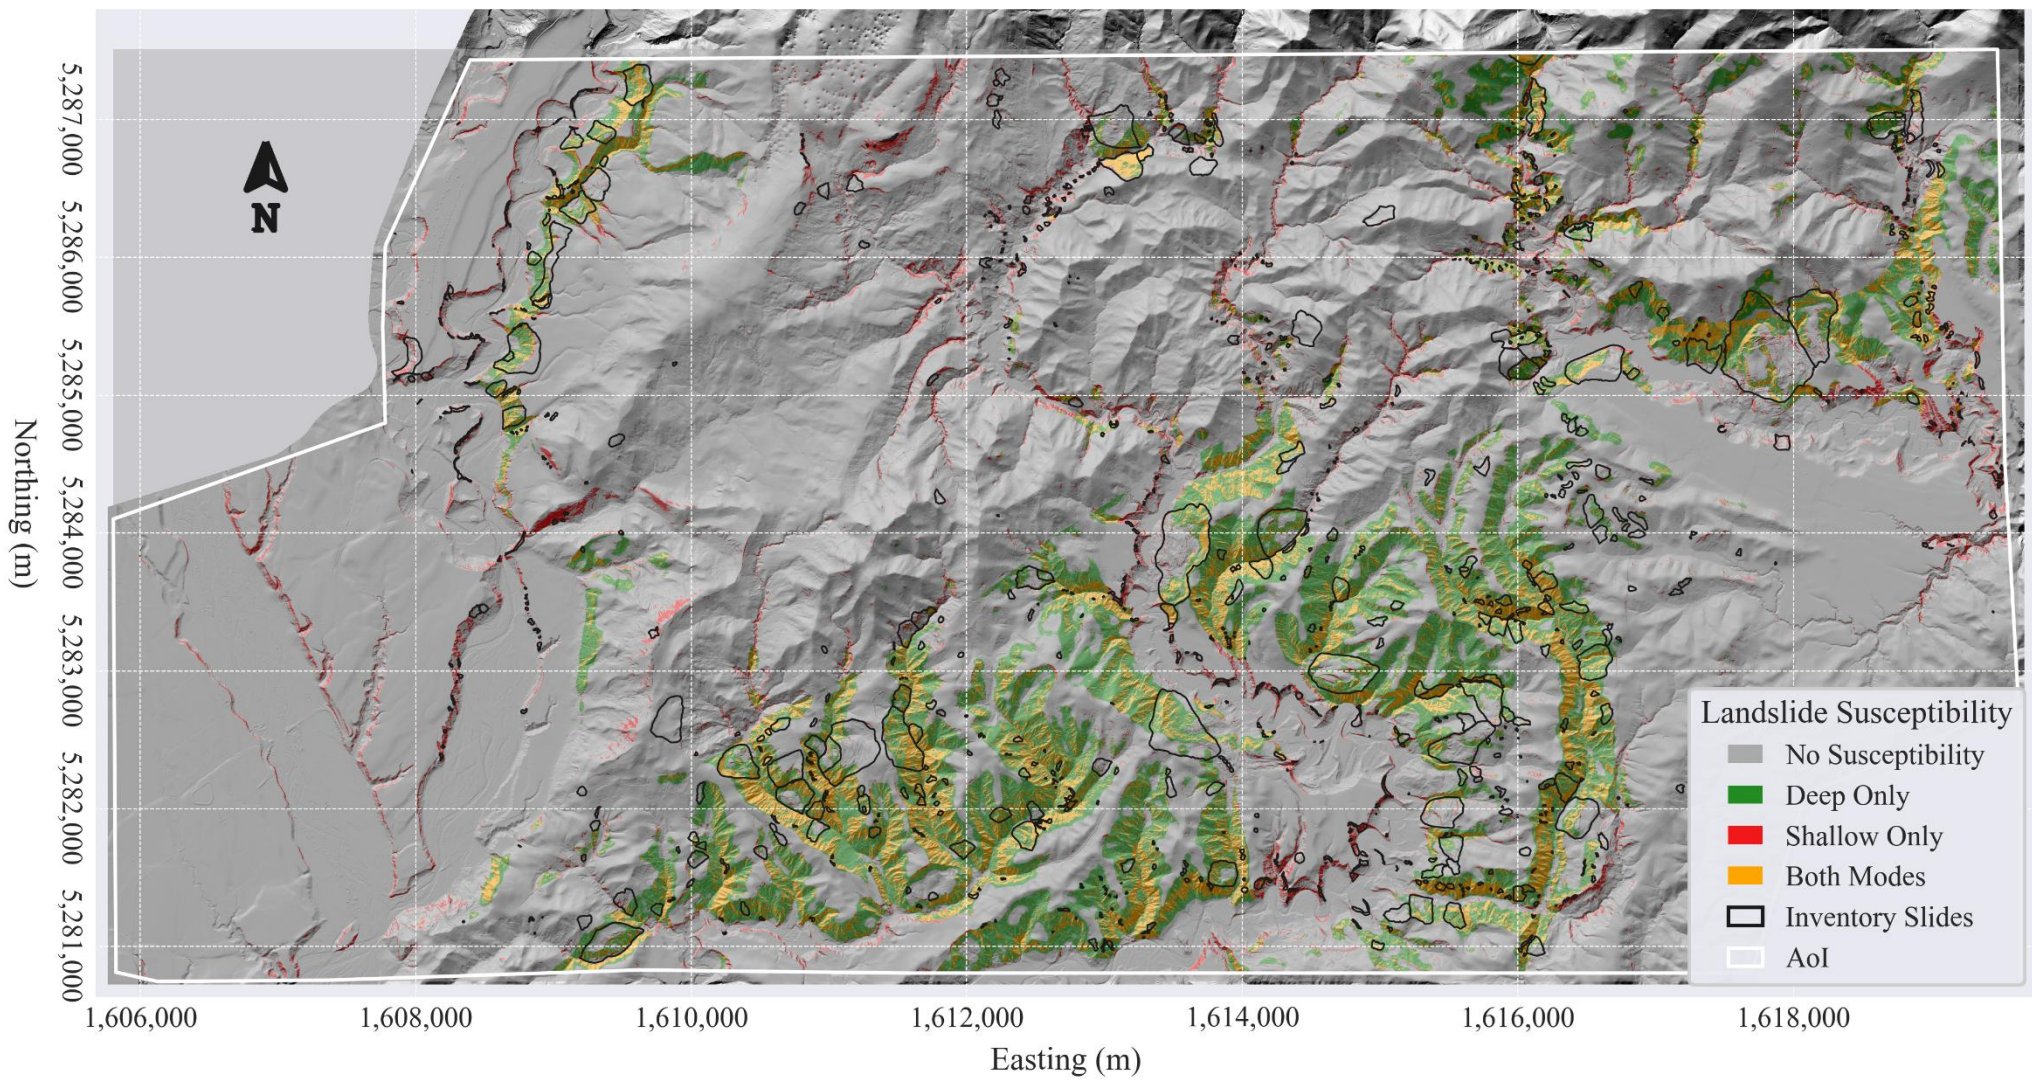 N
5,287,000
5,286,000
5,285,000
5,284,000
5,283,000
5,282,000
5,281,000
Northing (m)
Landslide Susceptibility
No Susceptibility
Deep Only
Shallow Only
Both Modes
Inventory Slides
AoI
1,606,000
1,608,000
1,610,000
1,612,000
1,614,000
1,616,000
1,618,000
Easting (m)